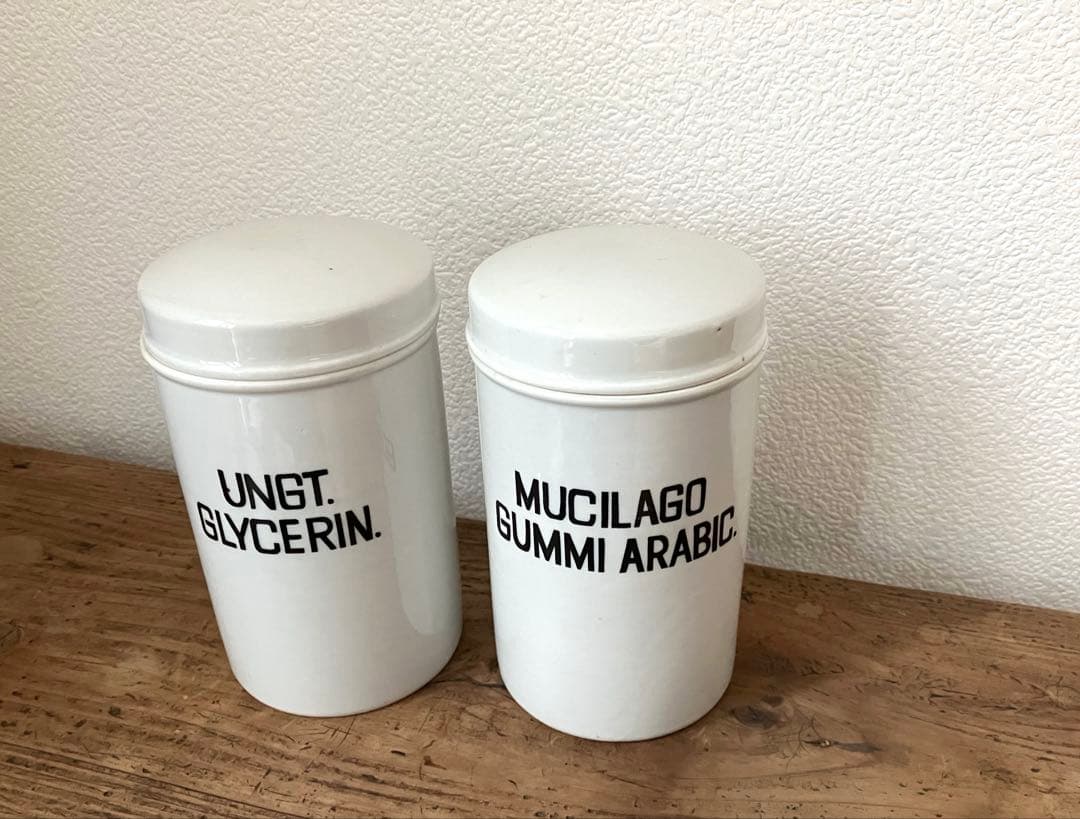 UNGT.
GLYCERIN.
MUCILAGO
GUMMI ARABIC.